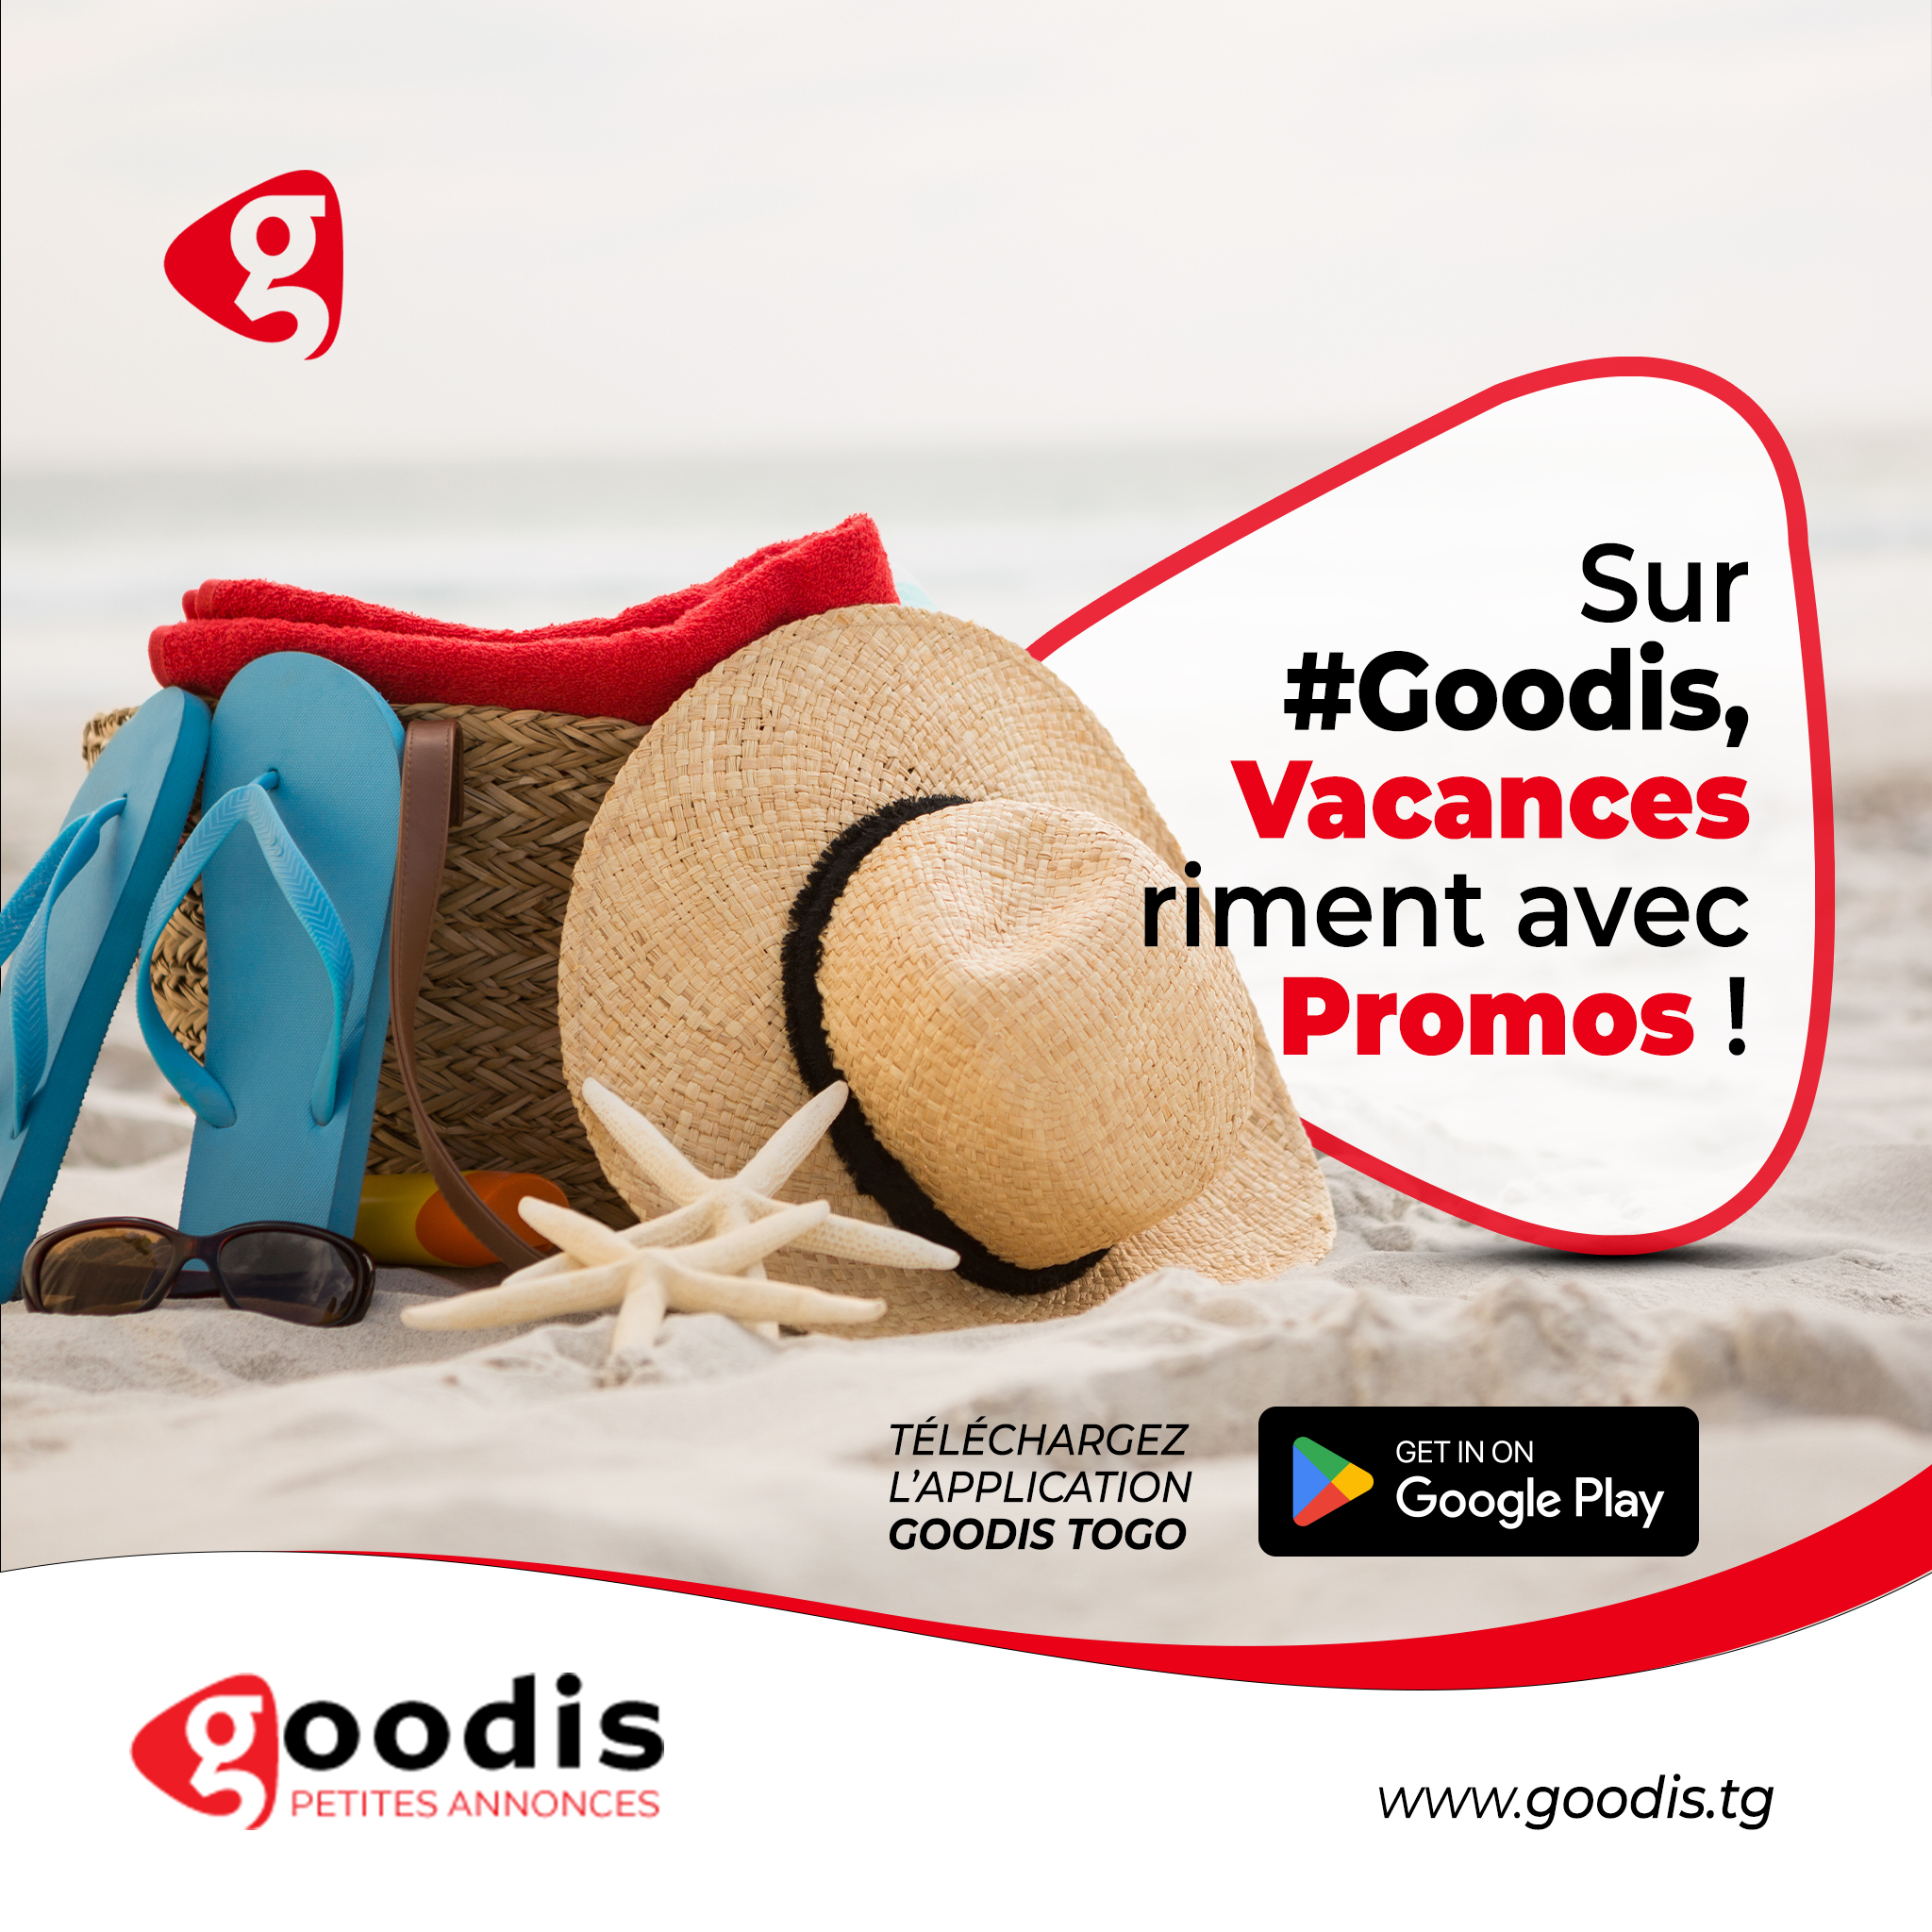 g
Sur
#Goodis,
Vacances
riment avec
Promos !
TÉLÉCHARGEZ
L'APPLICATION
GOODIS TOGO
GET IN ON
Google Play
goodis
PETITES ANNONCES
www.goodis.tg